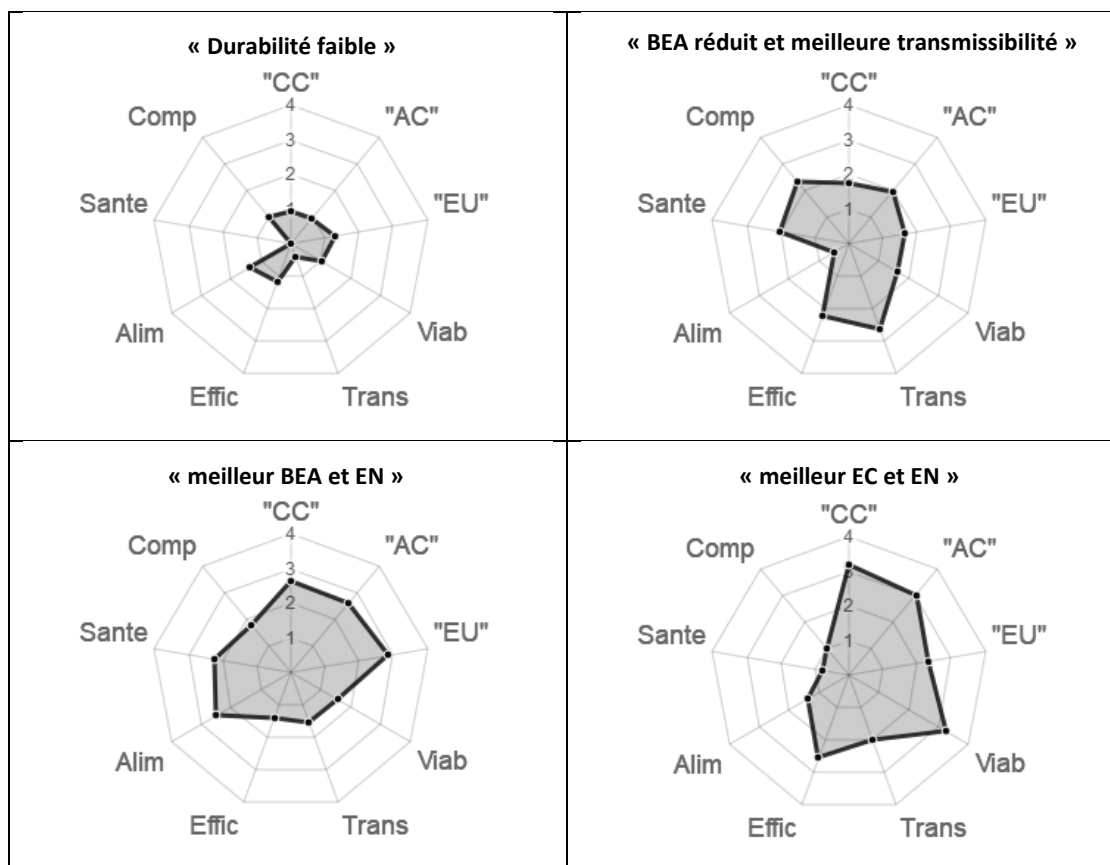 « Durabilité faible »
"CC"
4
Comp
"AC"
3
2
Sante
"EU"
1
Alim
Viab
Effic
Trans
« BEA réduit et meilleure transmissibilité »
"CC"
4
Comp
"AC"
3
2
Sante
"EU"
1
Alim
Viab
Effic
Trans
« meilleur BEA et EN »
"CC"
4
Comp
"AC"
3
2
Sante
"EU"
1
Alim
Viab
Effic
Trans
« meilleur EC et EN »
"CC"
4
Comp
"AC"
3
2
Sante
"EU"
1
Alim
Viab
Effic
Trans